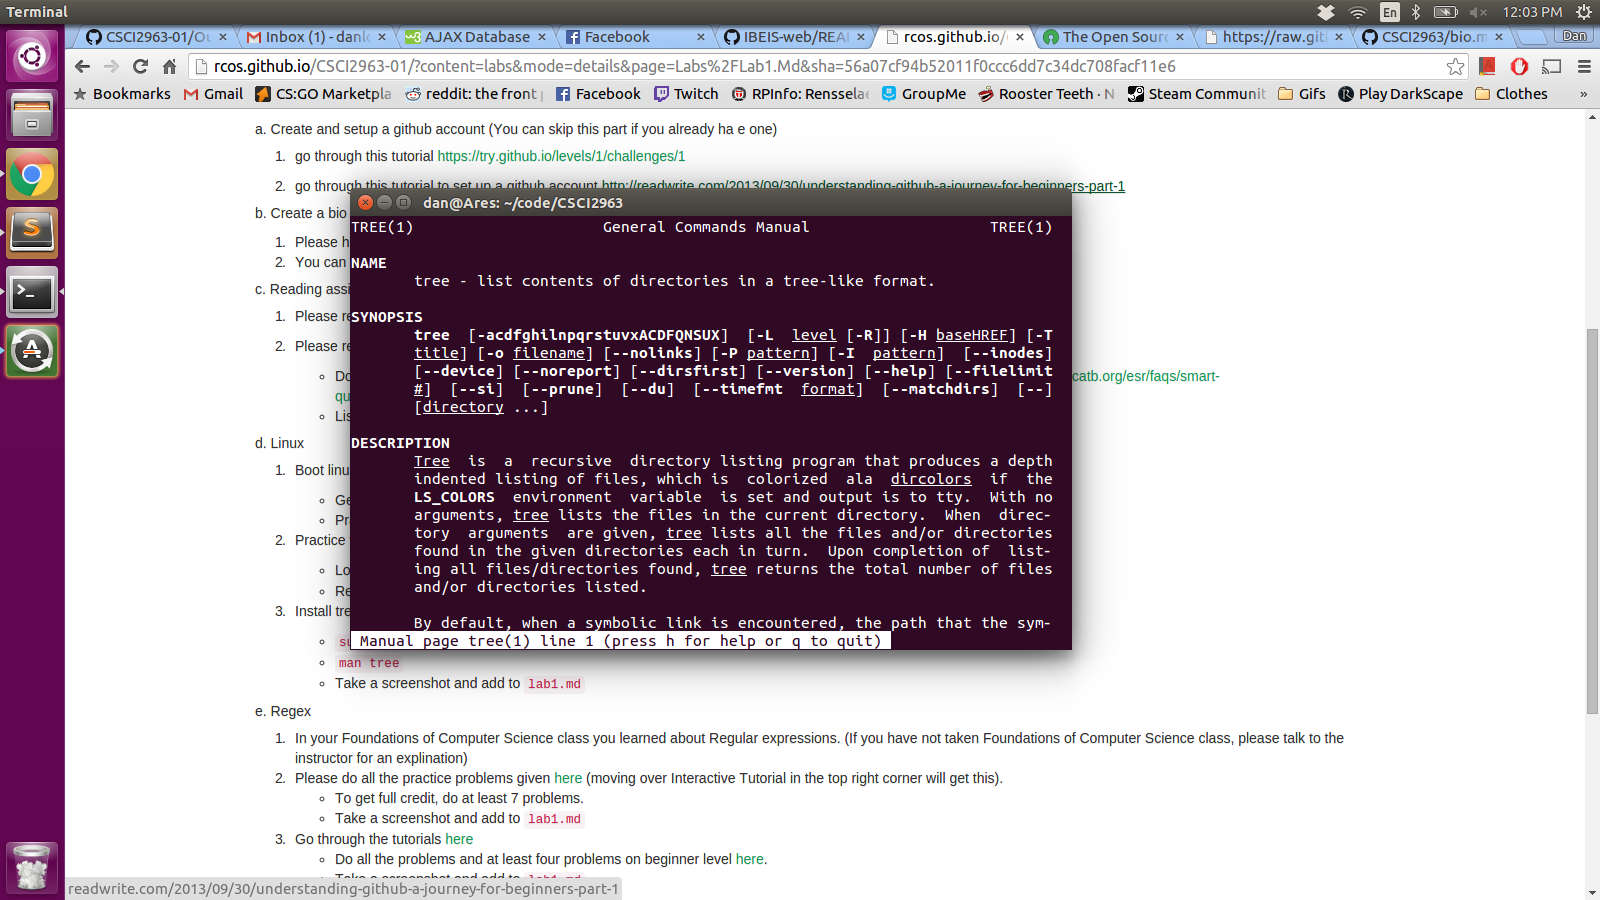 Terminal
En
12:03 PM
CSCI2963-01/Ou
Inbox (1) - danlo
AJAX Database
Facebook
IBEIS-web/REA
rcos.github.io/
The Open Sourc
https://raw.git
CSCI2963/bio.m
Dan
rcos.github.io/CSCI2963-01/?content=labs&mode=details&page=Labs%2FLab1.Md&sha=56a07cf94b52011f0ccc6dd7c34dc708facf11e6
Bookmarks
Gmail
CS:GO Marketpla
reddit: the front
Facebook
Twitch
RPInfo: Rensselae
GroupMe
Rooster Teeth · N
Steam Communit
Gifs
Play DarkScape
Clothes
»
a. Create and setup a github account (You can skip this part if you already ha e one)
1. go through this tutorial https://try.github.io/levels/1/challenges/1
2. go through this tutorial to set up a github account http://readwrite.com/2013/09/30/understanding-github-a-journey-for-beginners-part-1
b. Create a bio
1. Please h
2. You can
c. Reading assi
1. Please re
2. Please re
Do
catb.org/esr/faqs/smart-
qu
Lis
d. Linux
1. Boot linu
Ge
Pra
2. Practice
Lo
Re
3. Install tre
su
man tree
Take a screenshot and add to lab1.md
e. Regex
1. In your Foundations of Computer Science class you learned about Regular expressions. (If you have not taken Foundations of Computer Science class, please talk to the
instructor for an explination)
2. Please do all the practice problems given here (moving over Interactive Tutorial in the top right corner will get this).
To get full credit, do at least 7 problems.
Take a screenshot and add to lab1.md
3. Go through the tutorials here
Do all the problems and at least four problems on beginner level here.
readwrite.com/2013/09/30/understanding-github-a-journey-for-beginners-part-1
dan@Ares: ~/code/CSCI2963
TREE(1) General Commands Manual TREE(1)
NAME
tree - list contents of directories in a tree-like format.
SYNOPSIS
tree [-acdfghilnpqrstuvxACDFQNSUX] [-L level [-R]] [-H baseHREF] [-T
title] [-o filename] [--nolinks] [-P pattern] [-I pattern] [--inodes]
[--device] [--noreport] [--dirsfirst] [--version] [--help] [--filelimit
#] [--si] [--prune] [--du] [--timefmt format] [--matchdirs] [--]
[directory ...]
DESCRIPTION
Tree is a recursive directory listing program that produces a depth
indented listing of files, which is colorized ala dircolors if the
LS_COLORS environment variable is set and output is to tty. With no
arguments, tree lists the files in the current directory. When direc-
tory arguments are given, tree lists all the files and/or directories
found in the given directories each in turn. Upon completion of list-
ing all files/directories found, tree returns the total number of files
and/or directories listed.
By default, when a symbolic link is encountered, the path that the sym-
Manual page tree(1) line 1 (press h for help or q to quit)